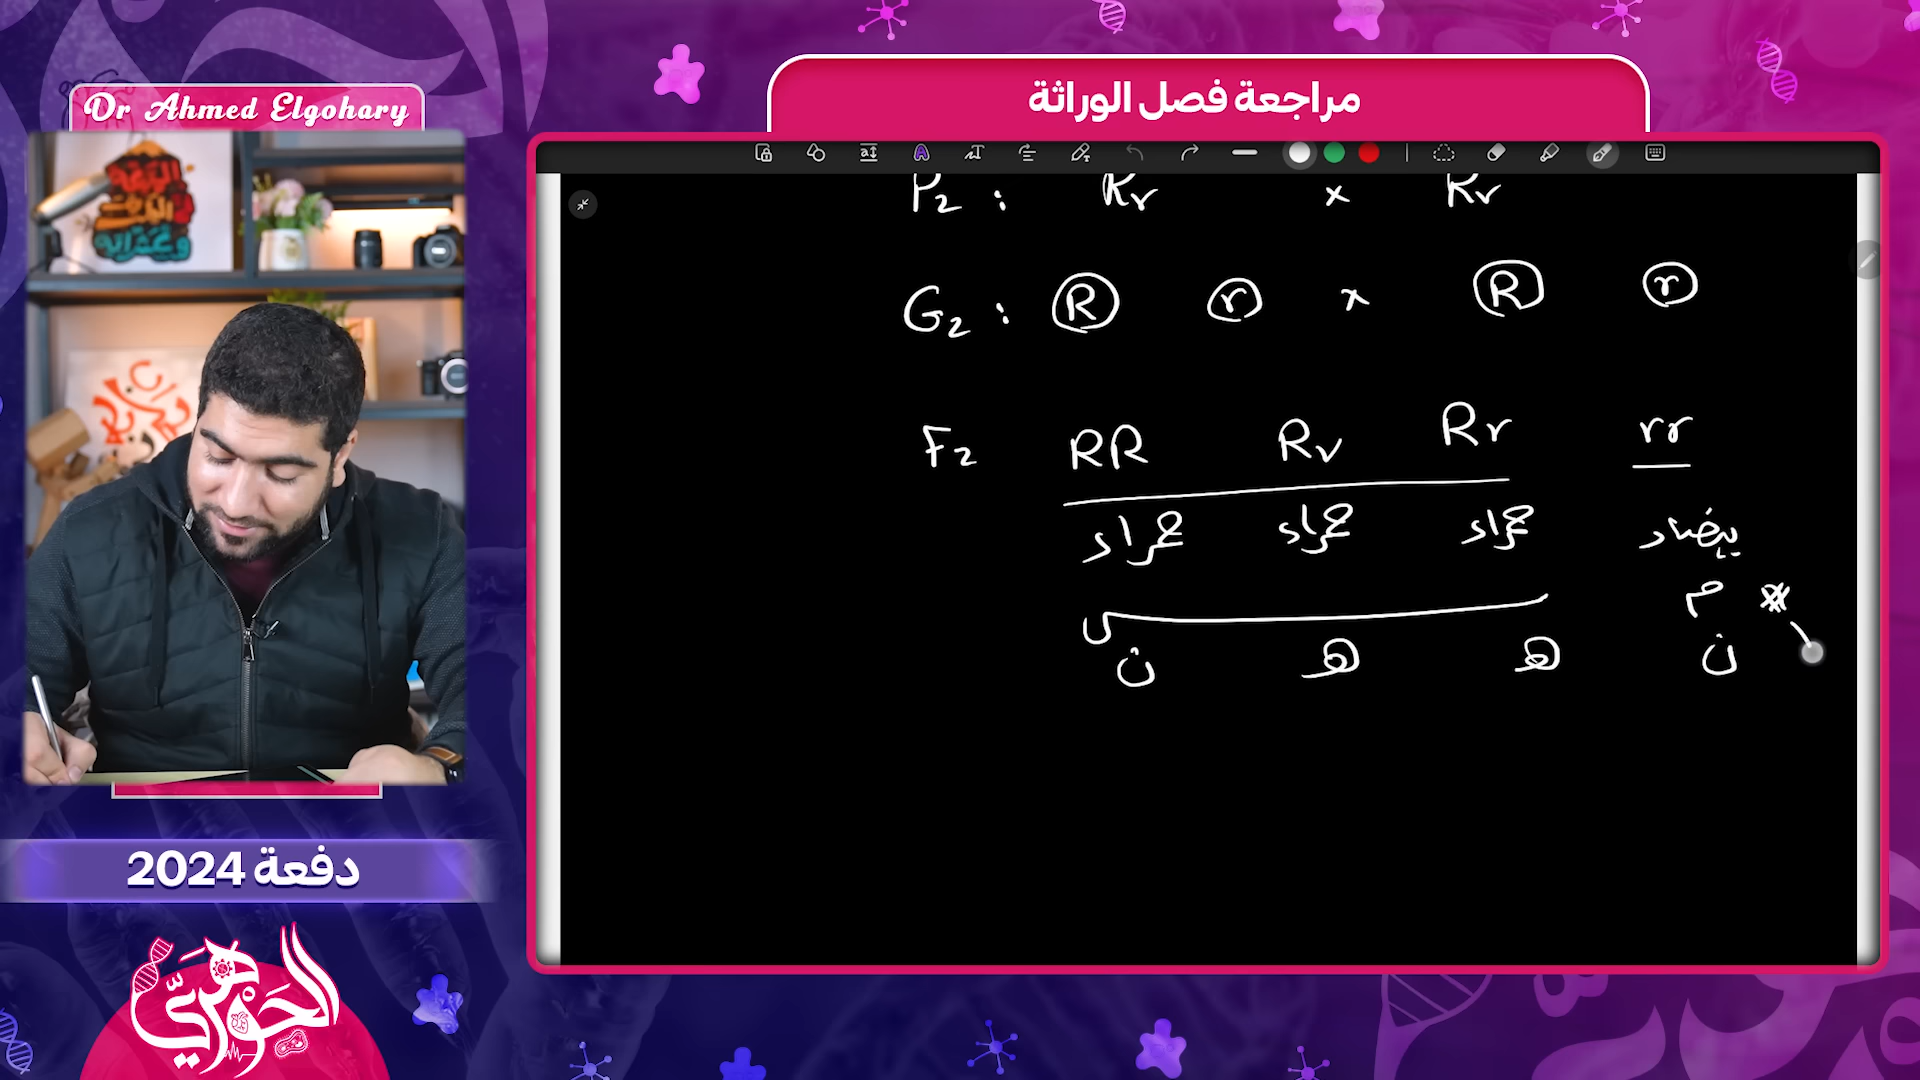 Dr Ahmed Elgohary
مراجعة فصل الوراثة
P2 : Rr x Rr
G2 : R r x R r
F2 RR Rr Rr rr
حمراء حمراء حمراء بيضاء
م *
س
ن هـ هـ ن
دفعة 2024
الجوهري